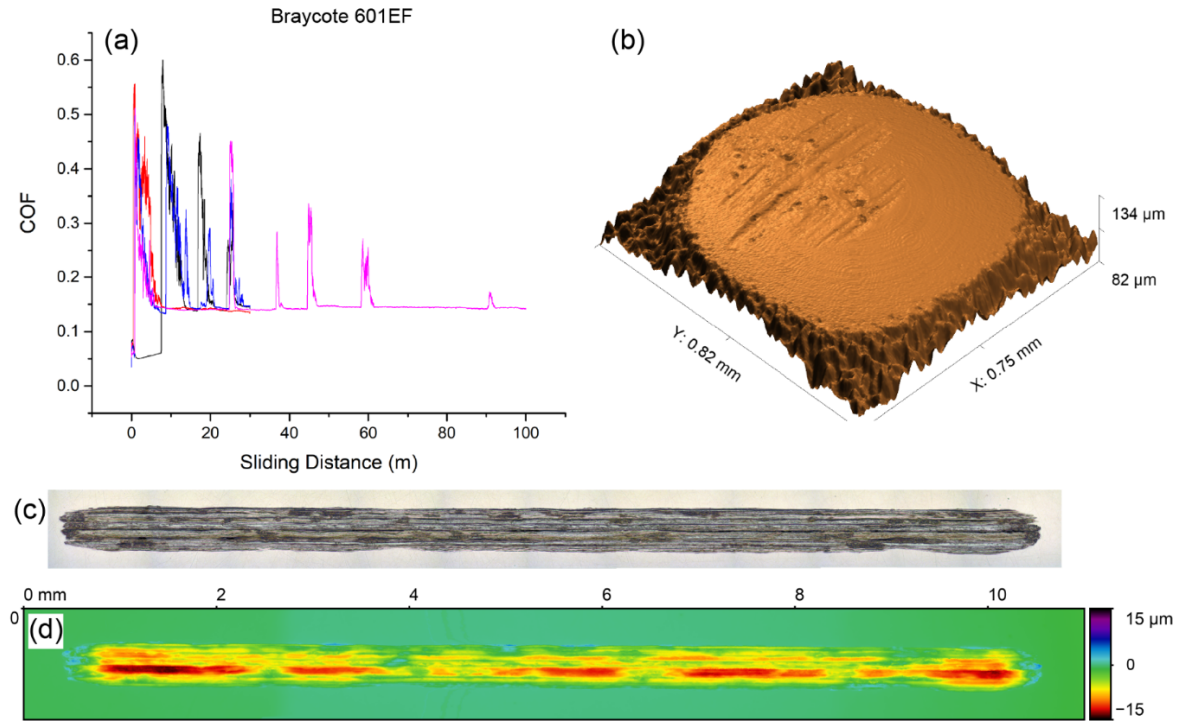 Braycote 601EF
(a)
(b)
0.6
0.5
0.4
0.3
0.2
0.1
0.0
COF
0
20
40
60
80
100
Sliding Distance (m)
134 µm
82 µm
Y: 0.82 mm
X: 0.75 mm
(c)
0 mm
2
4
6
8
10
0
(d)
15 µm
0
−15